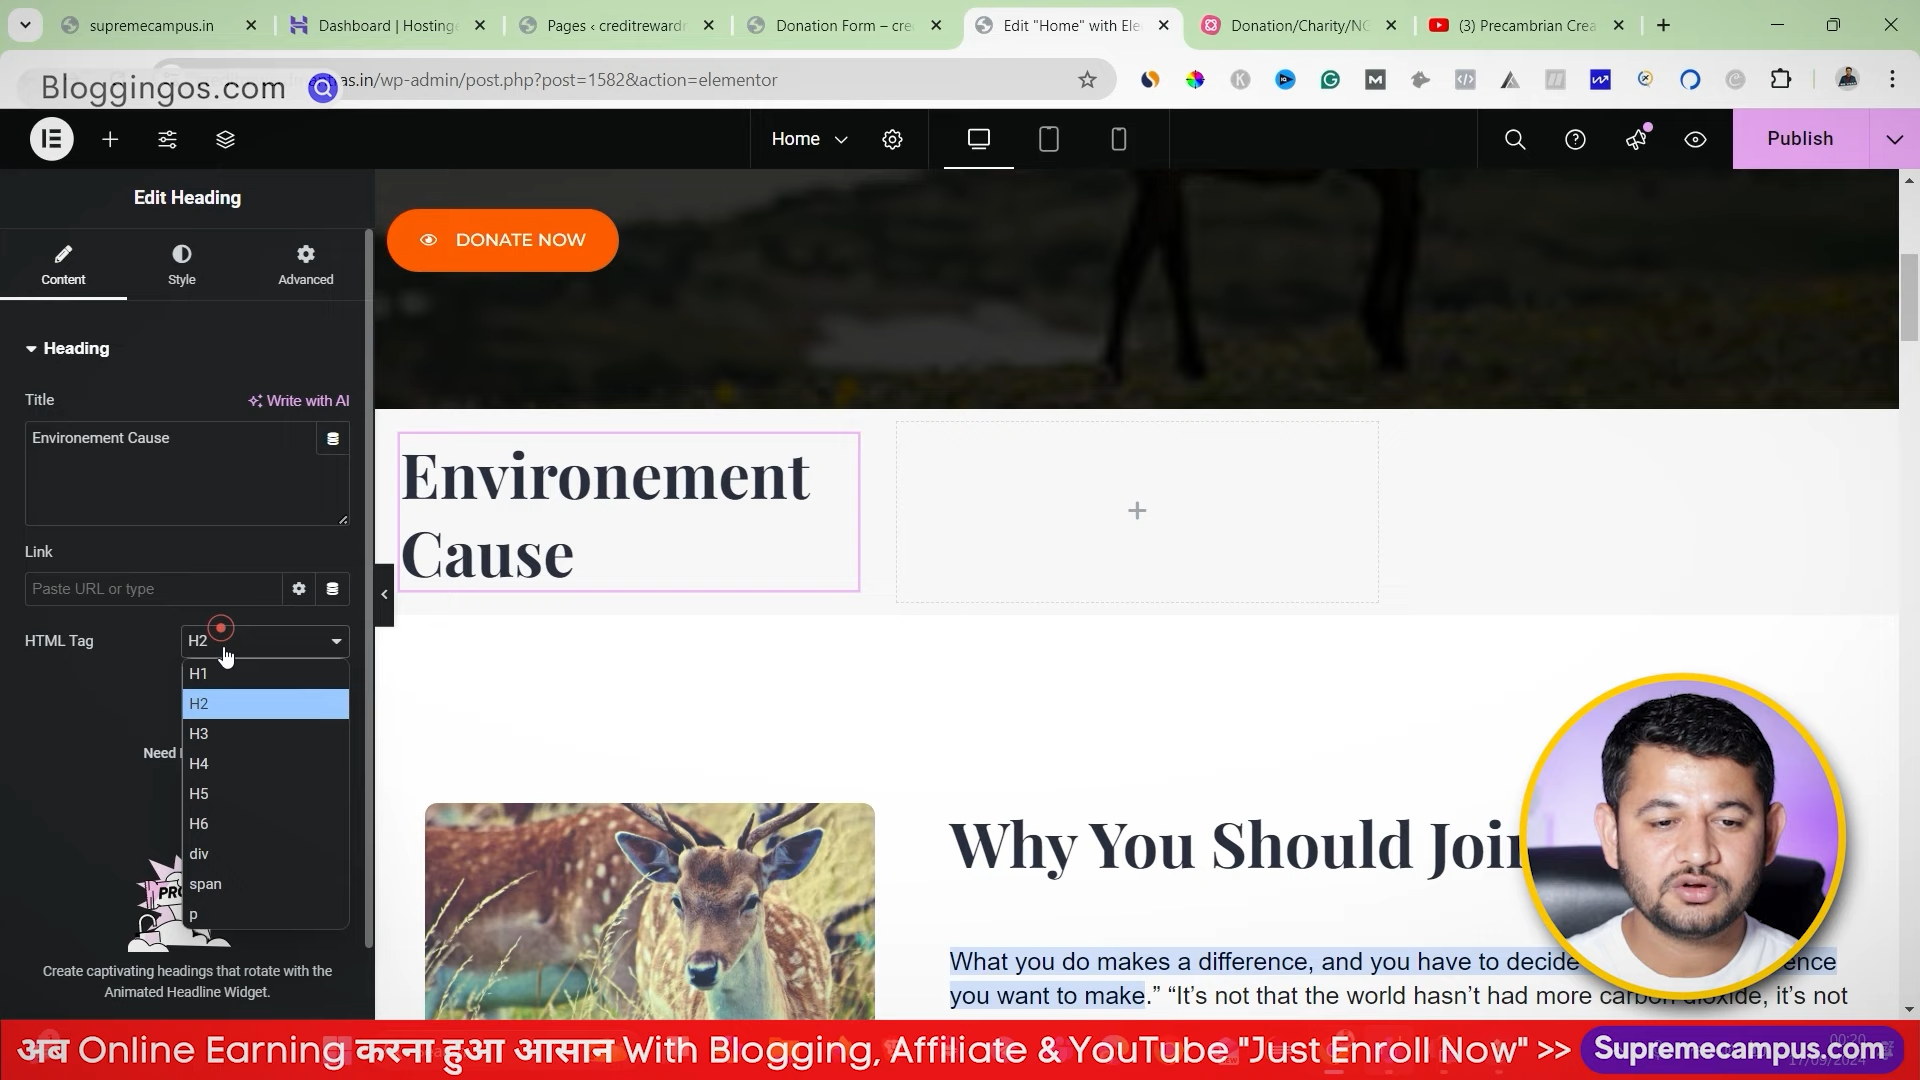 supremecampus.in
Dashboard | Hosting
Pages ‹ creditreward
Donation Form – cre
Edit "Home" with Ele
Donation/Charity/NG
(3) Precambrian Crea
Bloggingos.com
as.in/wp-admin/post.php?post=1582&action=elementor
Home
Publish
Edit Heading
Content
Style
Advanced
Heading
Title
Write with AI
Environement Cause
Link
Paste URL or type
HTML Tag
H2
H1
H2
H3
H4
H5
H6
div
span
p
Need
PRO
Create captivating headings that rotate with the
Animated Headline Widget.
DONATE NOW
Environement
Cause
Why You Should Join
What you do makes a difference, and you have to decide
you want to make.” “It’s not that the world hasn’t had more carbon dioxide, it’s not
अब Online Earning करना हुआ आसान With Blogging, Affiliate & YouTube "Just Enroll Now" >>
Supremecampus.com